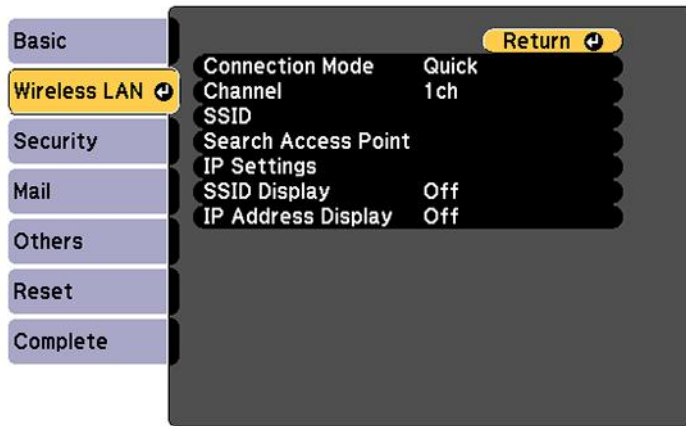 Basic
Wireless LAN
Security
Mail
Others
Reset
Complete
Return
Connection Mode Quick
Channel 1ch
SSID
Search Access Point
IP Settings
SSID Display Off
IP Address Display Off